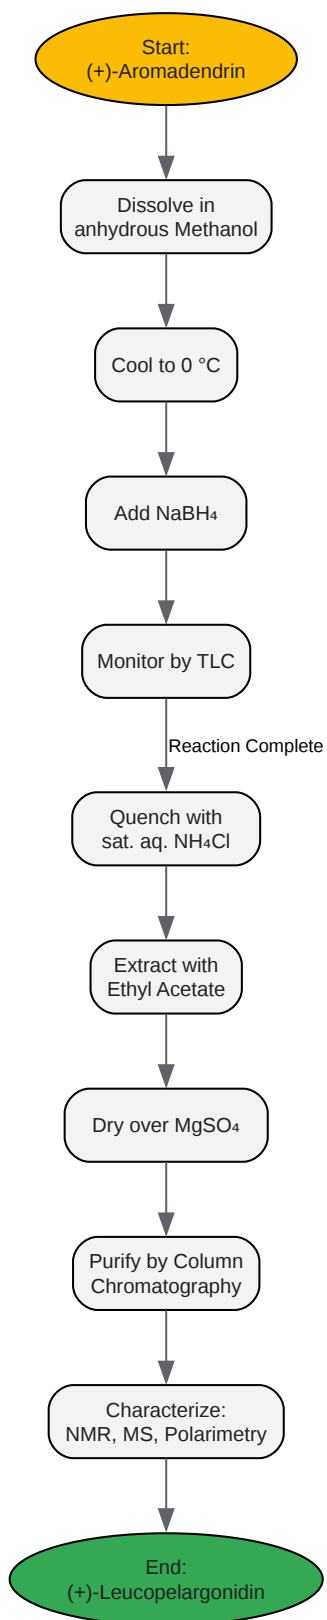 Start:
(+)-Aromadendrin
Dissolve in
anhydrous Methanol
Cool to 0 °C
Add NaBH₄
Monitor by TLC
Reaction Complete
Quench with
sat. aq. NH₄Cl
Extract with
Ethyl Acetate
Dry over MgSO₄
Purify by Column
Chromatography
Characterize:
NMR, MS, Polarimetry
End:
(+)-Leucopelargonidin